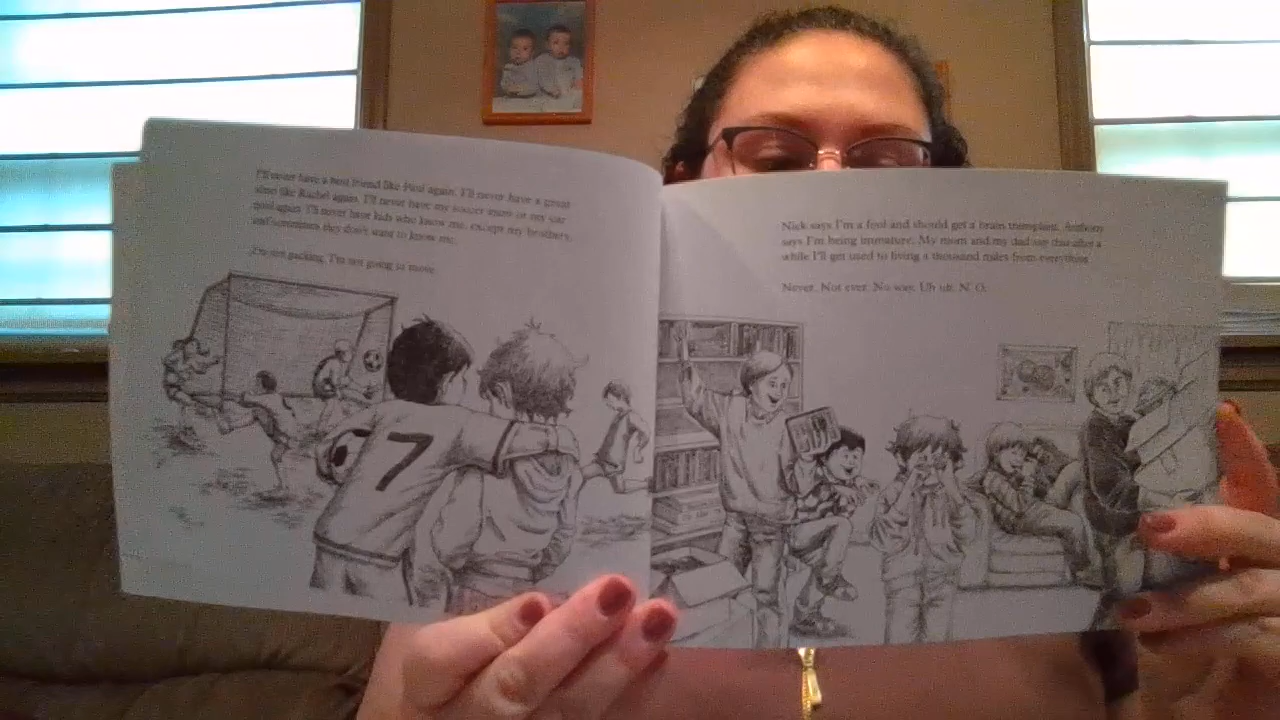 I'll never have a best friend like Paul again. I'll never have a great
sitter like Rachel again. I'll never have my soccer team or my car
pool again. I'll never have kids who know me, except my brothers,
and sometimes they don't want to know me.
I'm not packing. I'm not going to move.
7
Nick says I'm a fool and should get a brain transplant. Anthony
says I'm being immature. My mom and my dad say that after a
while I'll get used to living a thousand miles from everything.
Never. Not ever. No way. Uh uh. N. O.